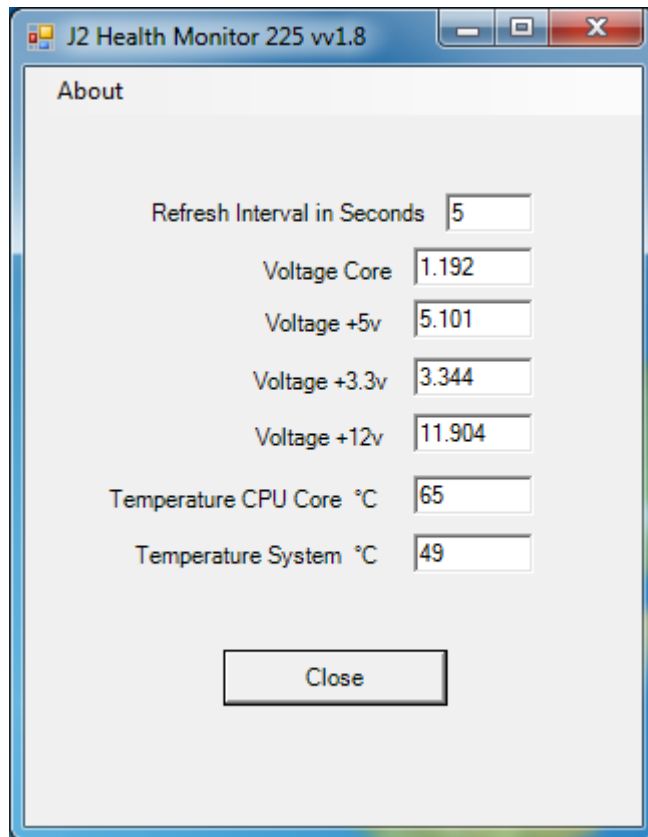 J2 Health Monitor 225 vv1.8
About
Refresh Interval in Seconds 5
Voltage Core 1.192
Voltage +5v 5.101
Voltage +3.3v 3.344
Voltage +12v 11.904
Temperature CPU Core °C 65
Temperature System °C 49
Close